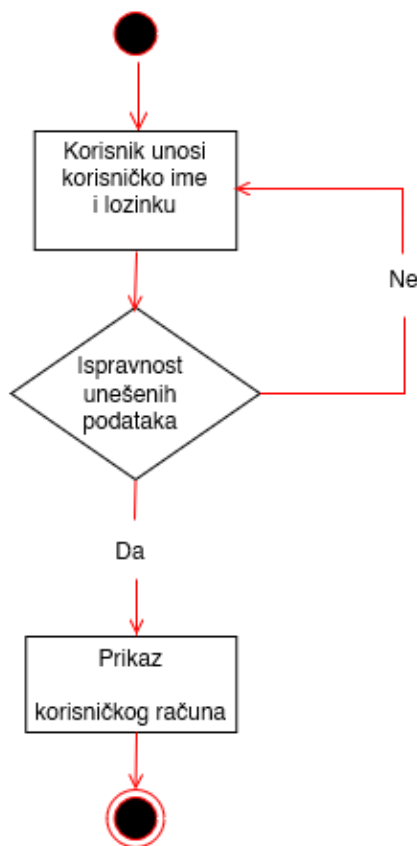 Korisnik unosi
korisničko ime
i lozinku
Ne
Ispravnost
unešenih
podataka
Da
Prikaz
korisničkog računa